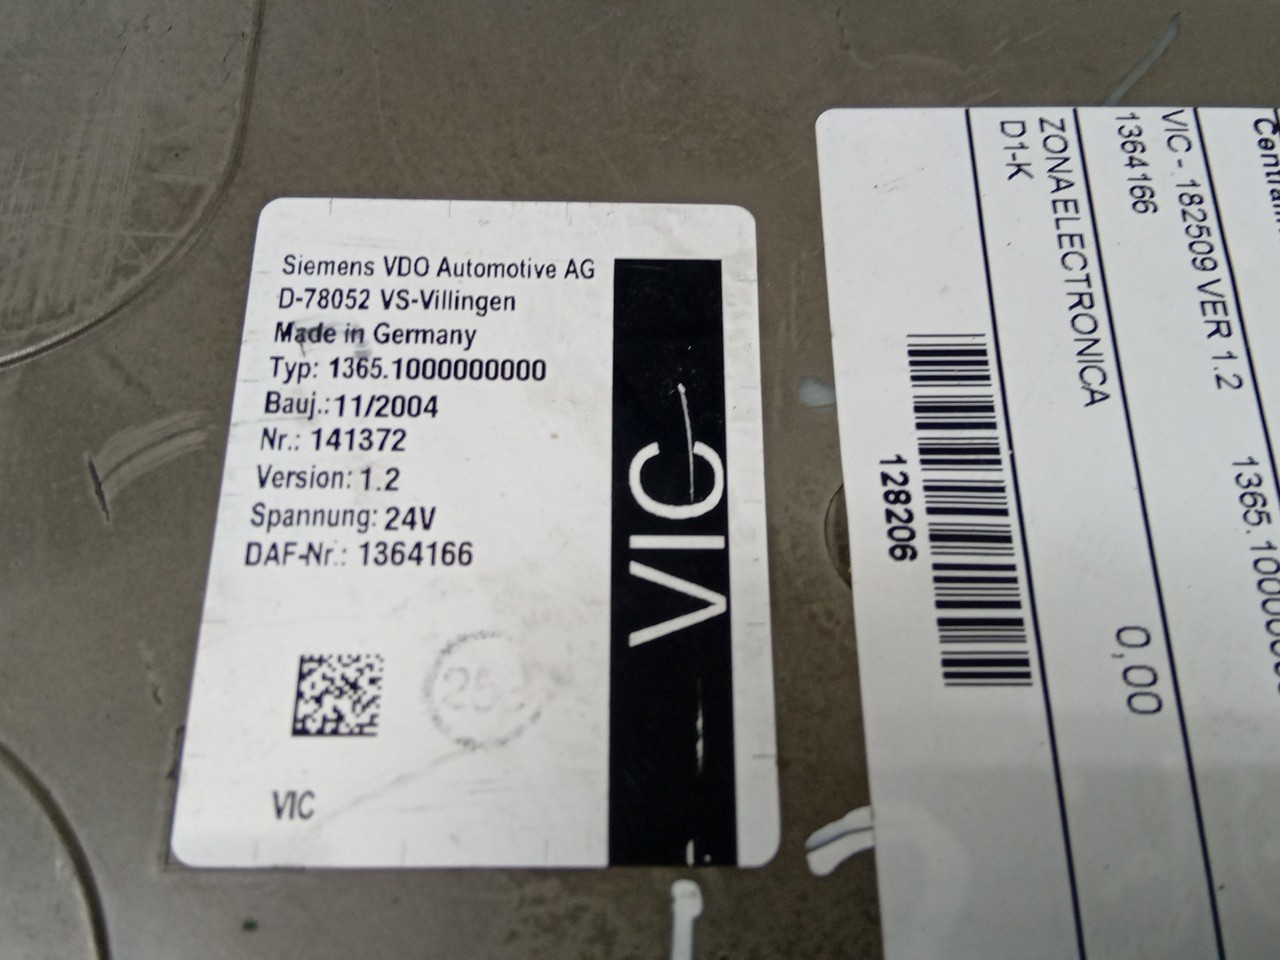 Siemens VDO Automotive AG
D-78052 VS-Villingen
Made in Germany
Typ: 1365.1000000000
Bauj.: 11/2004
Nr.: 141372
Version: 1.2
Spannung: 24V
DAF-Nr.: 1364166
VIC
VIC
VIC - 182509 VER 1.2
1364166
0,00
ZONA ELECTRONICA
D1-K
128206